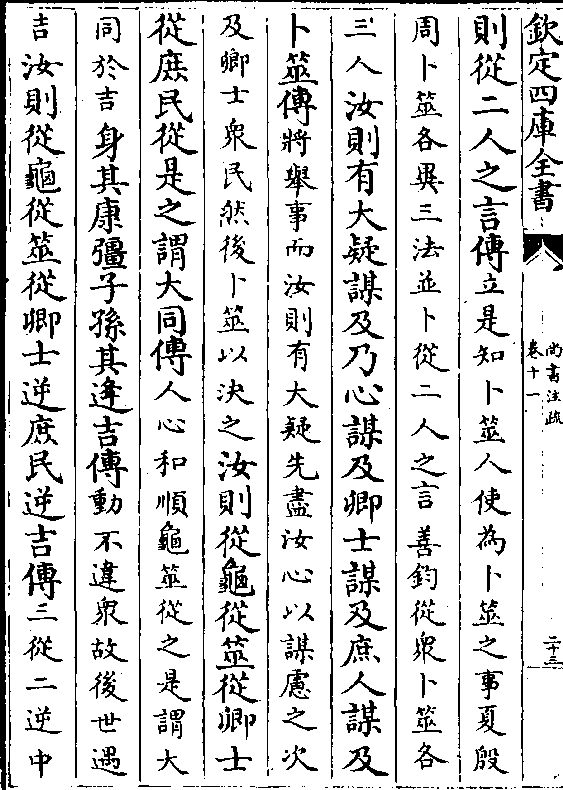 欽定四庫全書
尚書注疏
卷十一
二十三
則從二人之言傳立是知卜筮人使為卜筮之事夏殷
周卜筮各異三法並卜從二人之言善鈞從衆卜筮各
三人汝則有大疑謀及乃心謀及卿士謀及庶人謀及
卜筮傳將舉事而汝則有大疑先盡汝心以謀慮之次
及卿士衆民然後卜筮以決之汝則從龜從筮從卿士
從庶民從是之謂大同傳人心和順龜筮從之是謂大
同於吉身其康彊子孫其逢吉傳動不違衆故後世遇
吉汝則從龜從筮從卿士逆庶民逆吉傳三從二逆中